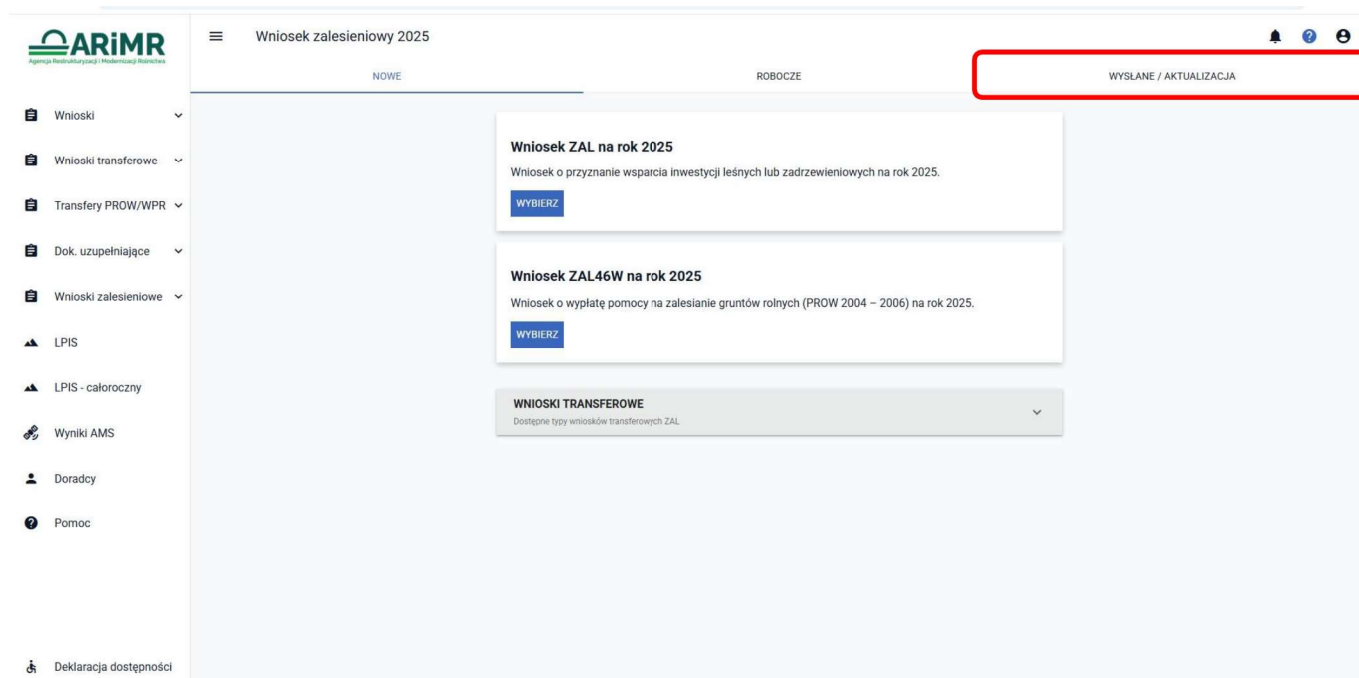 ARiMR
Agencja Restrukturyzacji i Modernizacji Rolnictwa
Wniosek zalesieniowy 2025
NOWE
ROBOCZE
WYSŁANE / AKTUALIZACJA
Wnioski
Wnioski transferowe
Transfery PROW/WPR
Dok. uzupełniające
Wnioski zalesieniowe
LPIS
LPIS - całoroczny
Wyniki AMS
Doradcy
Pomoc
Deklaracja dostępności
Wniosek ZAL na rok 2025
Wniosek o przyznanie wsparcia inwestycji leśnych lub zadrzewieniowych na rok 2025.
WYBIERZ
Wniosek ZAL46W na rok 2025
Wniosek o wypłatę pomocy na zalesianie gruntów rolnych (PROW 2004 – 2006) na rok 2025.
WYBIERZ
WNIOSKI TRANSFEROWE
Dostępne typy wniosków transferowych ZAL